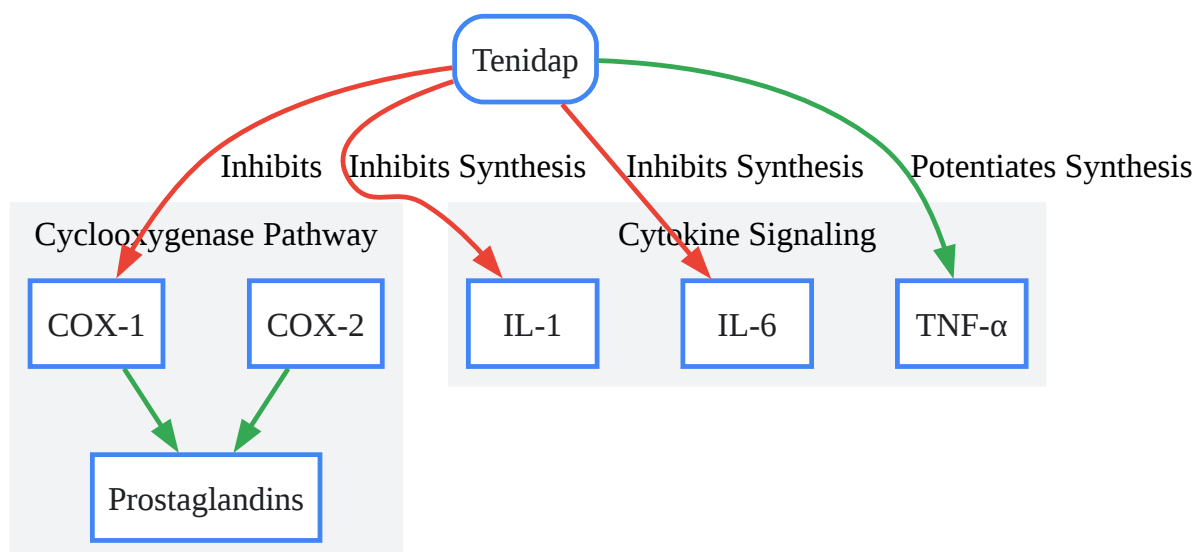 Tenidap
Inhibits
Inhibits Synthesis
Inhibits Synthesis
Potentiates Synthesis
Cyclooxygenase Pathway
Cytokine Signaling
COX-1
COX-2
IL-1
IL-6
TNF-α
Prostaglandins